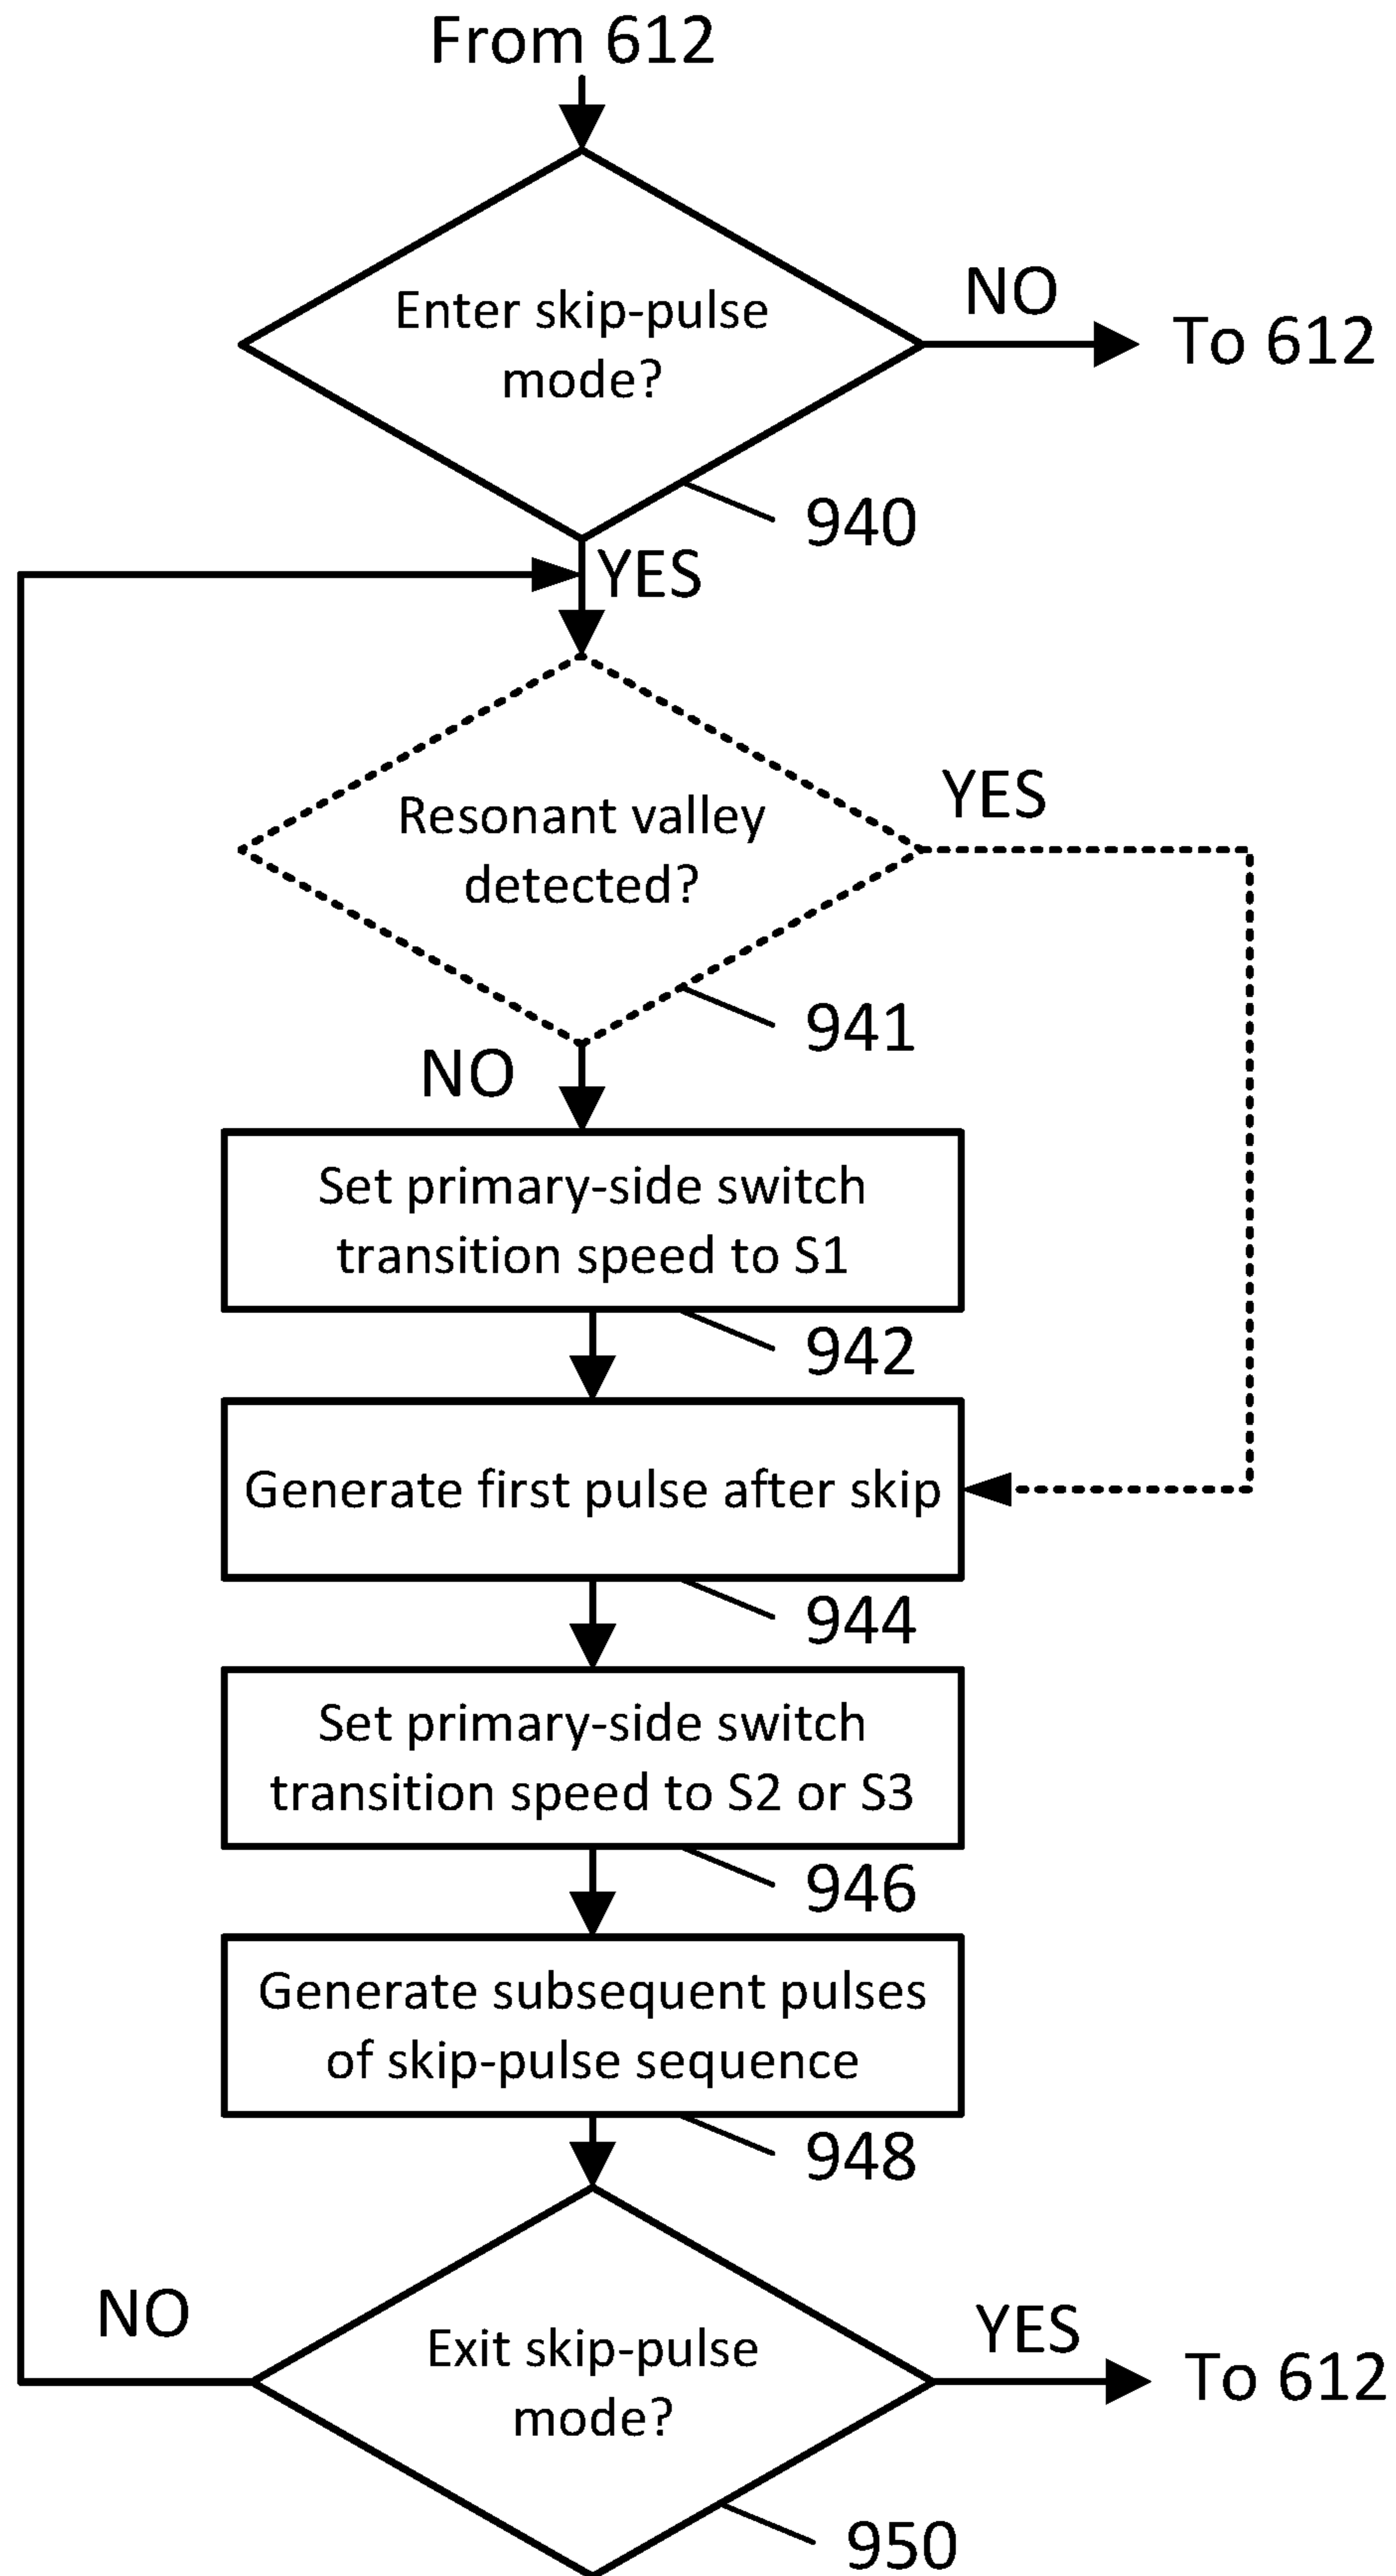 From 612
Enter skip-pulse
mode?
NO
To 612
940
YES
Resonant valley
detected?
YES
941
NO
Set primary-side switch
transition speed to S1
942
Generate first pulse after skip
944
Set primary-side switch
transition speed to S2 or S3
946
Generate subsequent pulses
of skip-pulse sequence
948
NO
Exit skip-pulse
mode?
YES
To 612
950